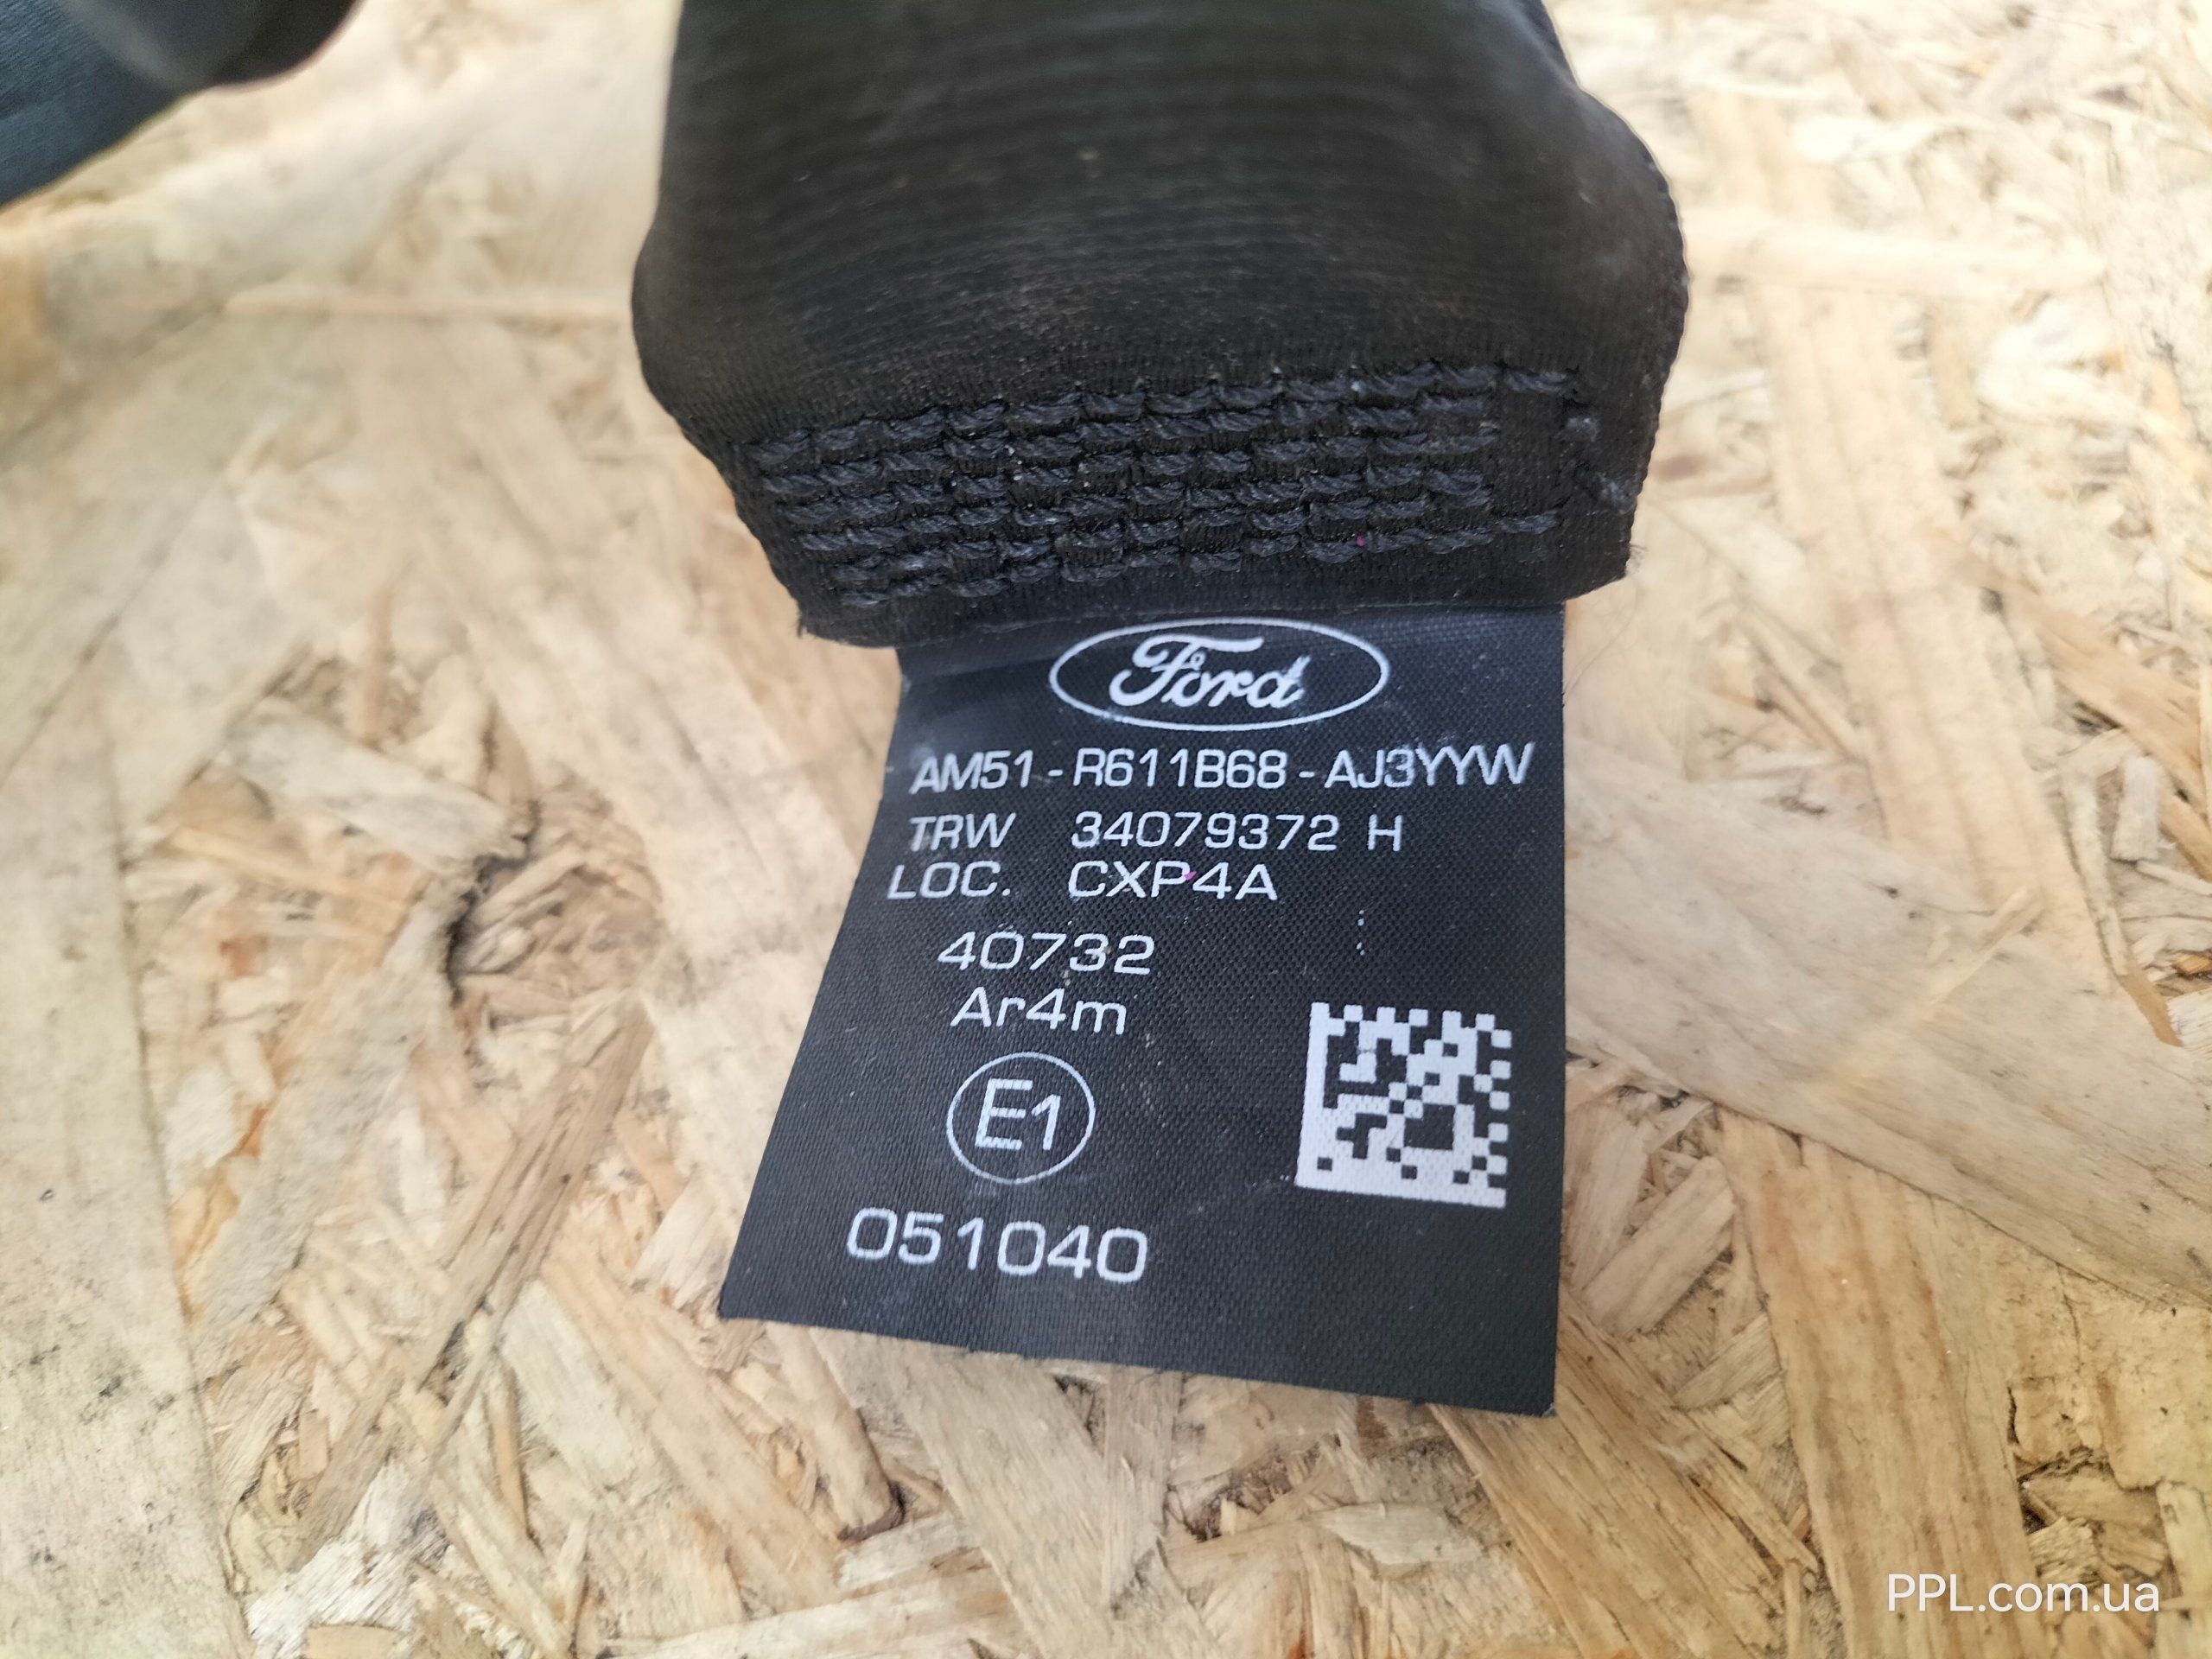 Ford
AM51-R611B68-AJ3YYW
TRW 34079372 H
LOC. CXP4A
40732
Ar4m
E1
051040
PPL.com.ua